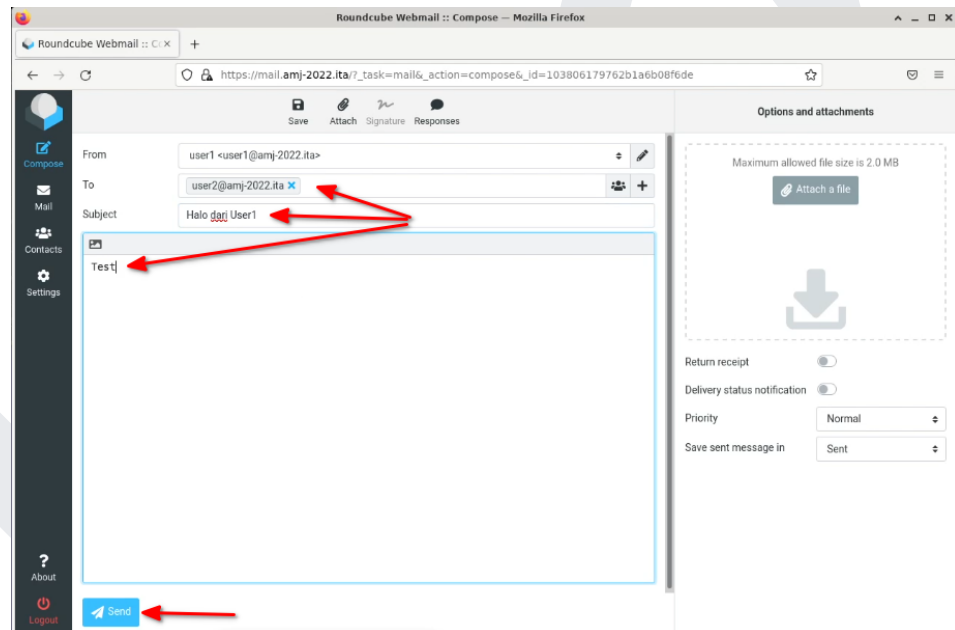 Roundcube Webmail :: Compose — Mozilla Firefox
Roundcube Webmail :: Co
https://mail.amj-2022.ita/?_task=mail&_action=compose&_id=103806179762b1a6b08f6de
Save Attach Signature Responses
Options and attachments
Compose
Mail
Contacts
Settings
About
Logout
From user1 <user1@amj-2022.ita>
To user2@amj-2022.ita
Subject Halo dari User1
Test
Send
Maximum allowed file size is 2.0 MB
Attach a file
Return receipt
Delivery status notification
Priority Normal
Save sent message in Sent